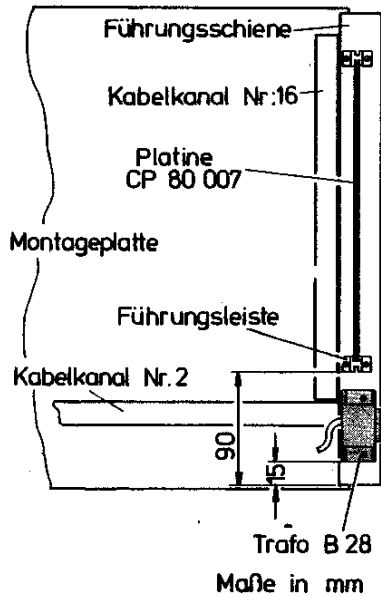 Führungsschiene
Kabelkanal Nr:16
Platine
CP 80 007
Montageplatte
Führungsleiste
Kabelkanal Nr. 2
90
15
Trafo B 28
Maße in mm